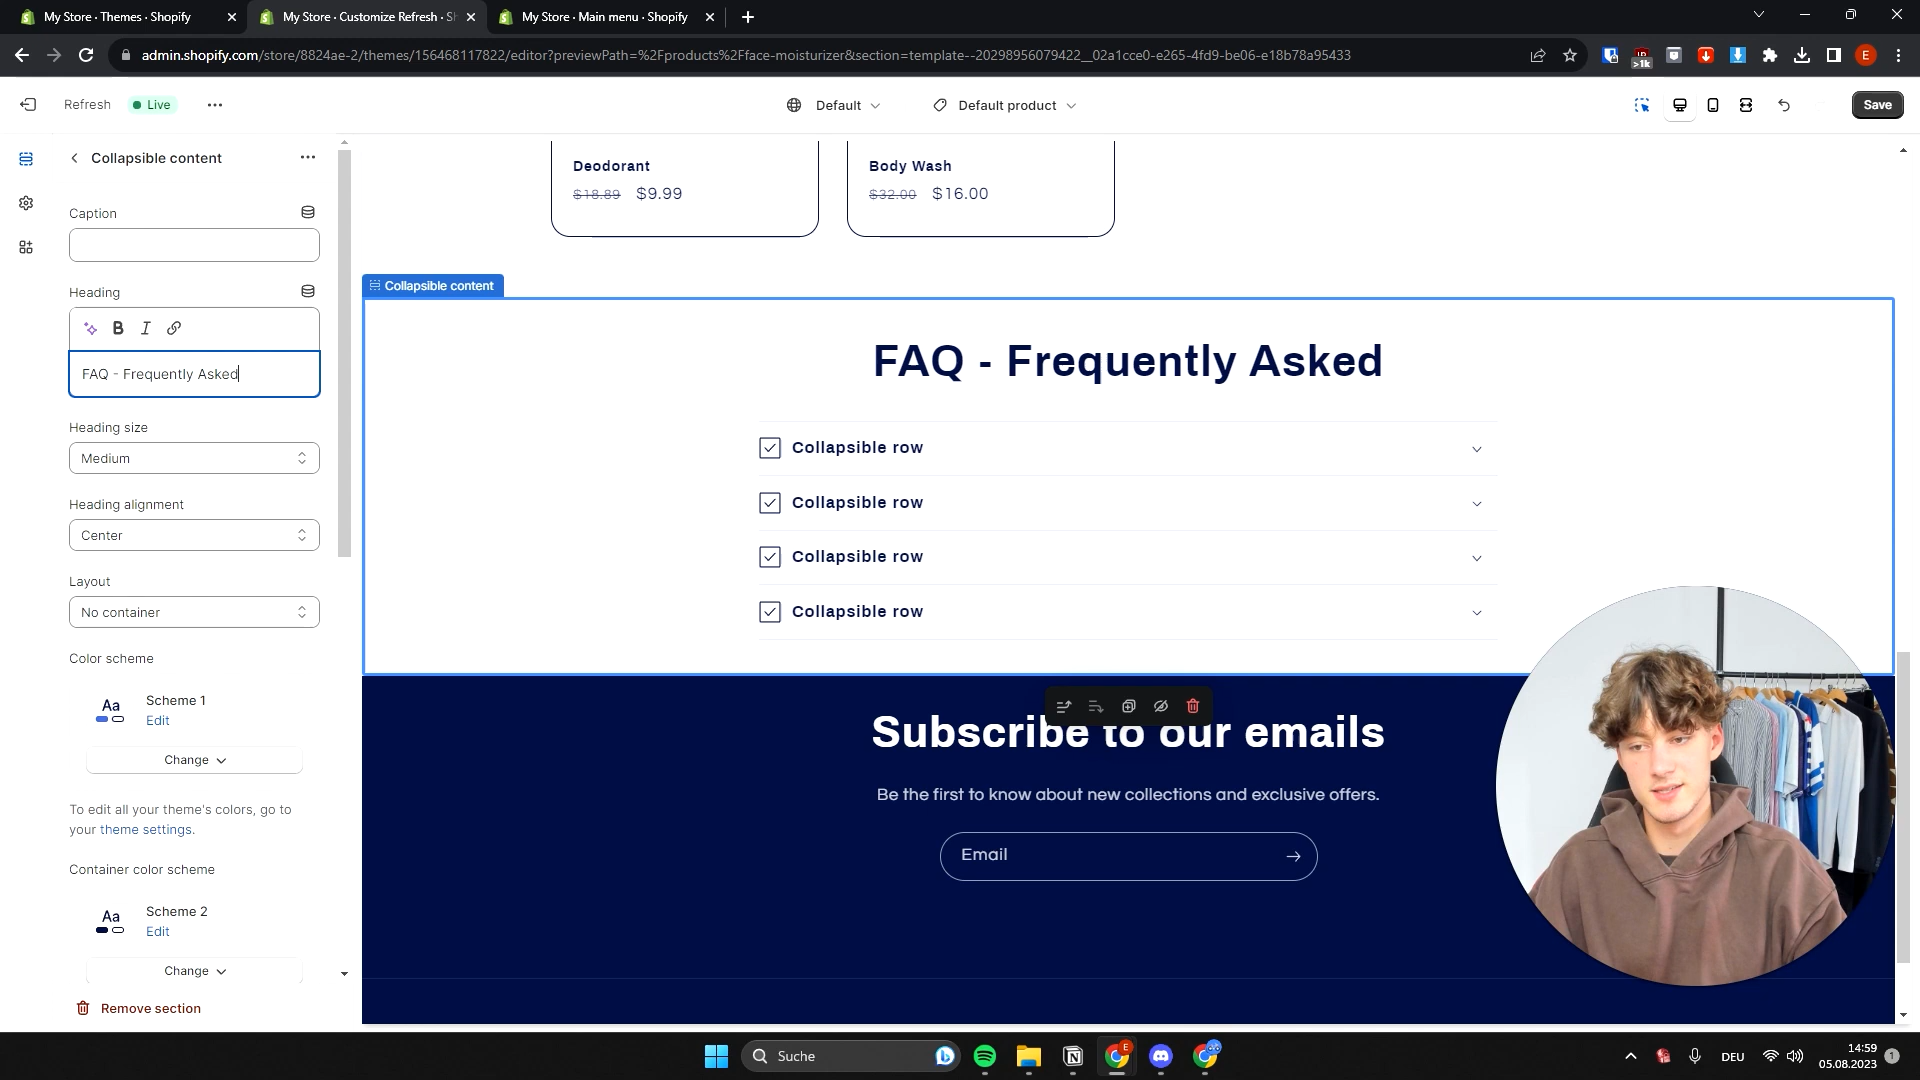 My Store · Themes · Shopify
My Store · Customize Refresh · Sh
My Store · Main menu · Shopify
admin.shopify.com/store/8824ae-2/themes/156468117822/editor?previewPath=%2Fproducts%2Fface-moisturizer&section=template--20298956079422__02a1cce0-e265-4fd9-be06-e18b78a95433
>1k
E
Refresh
Live
Default
Default product
Save
Collapsible content
Caption
Heading
B I
FAQ - Frequently Asked
Heading size
Medium
Heading alignment
Center
Layout
No container
Color scheme
Aa
Scheme 1
Edit
Change
To edit all your theme's colors, go to
your theme settings.
Container color scheme
Aa
Scheme 2
Edit
Change
Remove section
Deodorant
$18.89 $9.99
Body Wash
$32.00 $16.00
Collapsible content
FAQ - Frequently Asked
Collapsible row
Collapsible row
Collapsible row
Collapsible row
Subscribe to our emails
Be the first to know about new collections and exclusive offers.
Email
Suche
E
DEU
14:59
05.08.2023
1